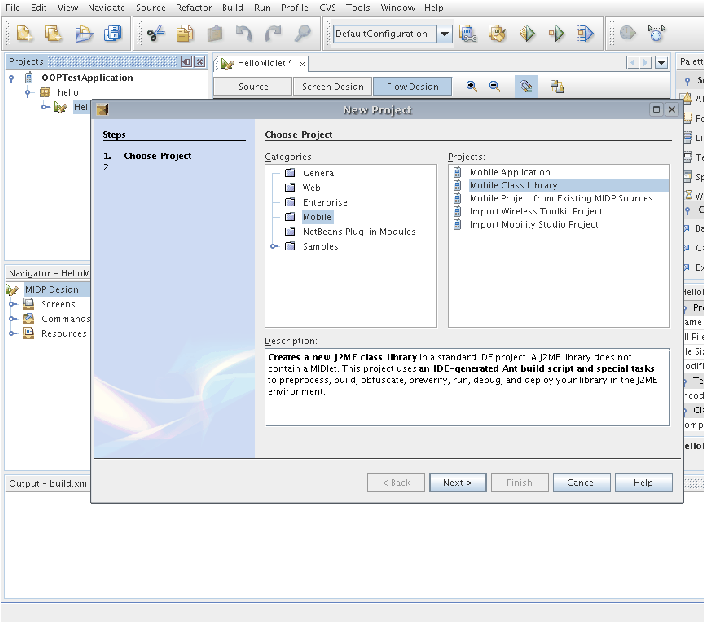 File Edit View Navigate Source Refactor Build Run Profile CVS Tools Window Help
DefaultConfiguration
Projects
OOPTestApplication
hello
Hel
HelloMidlet *
Source Screen Design Flow Design
Palett
New Project
Steps
1. Choose Project
2
Choose Project
Categories:
General
Web
Enterprise
Mobile
NetBeans Plug-in Modules
Samples
Projects:
Mobile Application
Mobile Class Library
Mobile Project from Existing MIDP Sources
Import Wireless Toolkit Project
Import Mobility Studio Project
Navigator - HelloM
MIDP Design
Screens
Commands
Resources
Description:
Creates a new J2ME class library in a standard IDE project. A J2ME library does not
contain a MIDlet. This project uses an IDE-generated Ant build script and special tasks
to preprocess, build, obfuscate, preverify, run, debug, and deploy your library in the J2ME
environment.
< Back Next > Finish Cancel Help
Output - build.xm